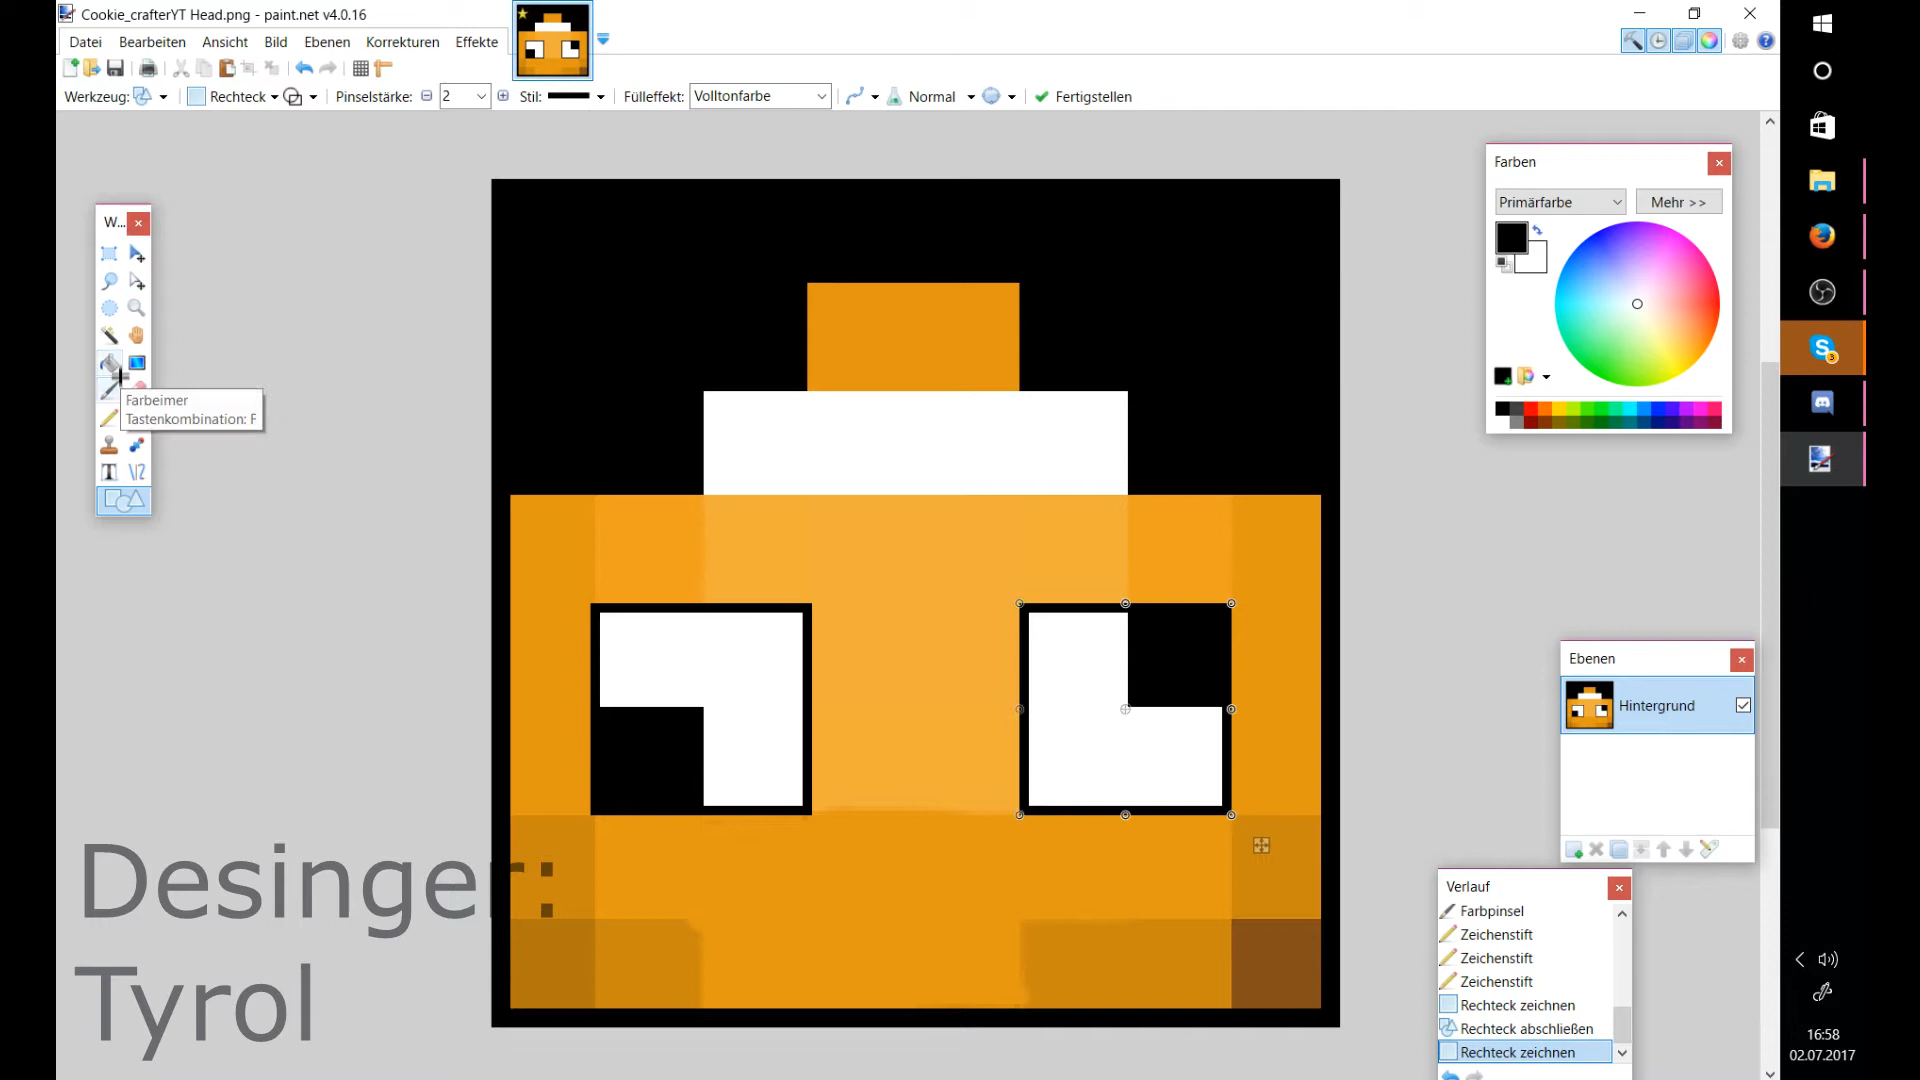 Cookie_crafterYT Head.png - paint.net v4.0.16
Datei Bearbeiten Ansicht Bild Ebenen Korrekturen Effekte
Werkzeug: Rechteck Pinselstärke: 2 Stil: Fülleffekt: Volltonfarbe Normal Fertigstellen
W...
Farbeimer
Tastenkombination: F
Farben
Primärfarbe Mehr >>
Ebenen
Hintergrund
Verlauf
Farbpinsel
Zeichenstift
Zeichenstift
Zeichenstift
Rechteck zeichnen
Rechteck abschließen
Rechteck zeichnen
Desinger:
Tyrol
3
16:58
02.07.2017